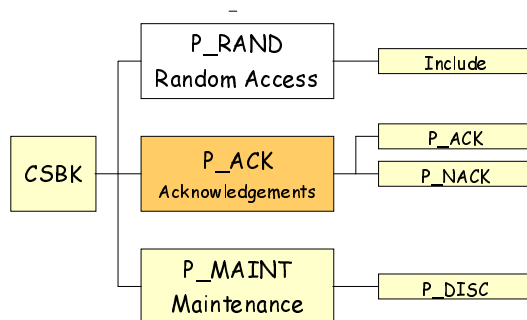 P_RAND
Random Access
Include
CSBK
P_ACK
Acknowledgements
P_ACK
P_NACK
P_MAINT
Maintenance
P_DISC